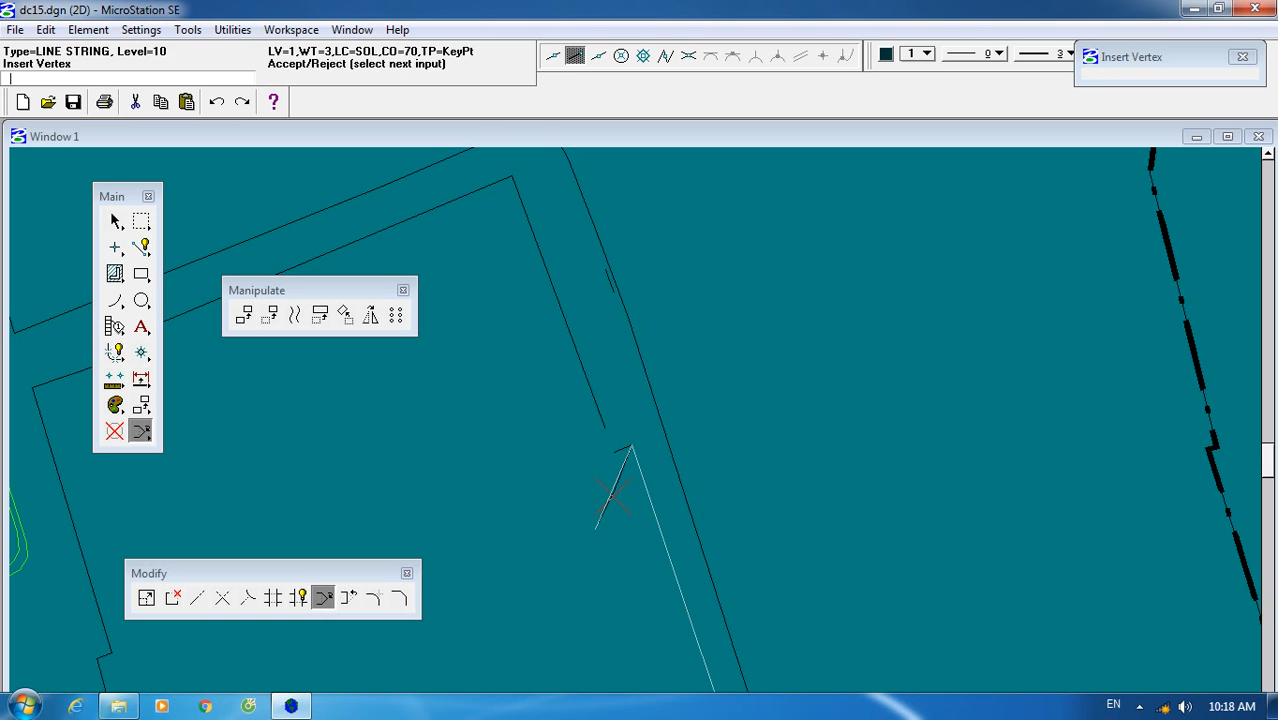 dc15.dgn (2D) - MicroStation SE
File Edit Element Settings Tools Utilities Workspace Window Help
Type=LINE STRING, Level=10 LV=1,WT=3,LC=SOL,CO=70,TP=KeyPt
Insert Vertex Accept/Reject (select next input)
1 0 3
Insert Vertex
Window 1
Main
Manipulate
Modify
EN 10:18 AM